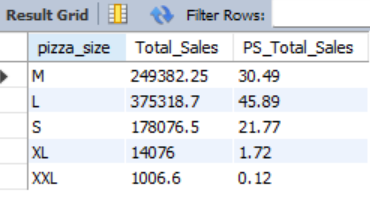 Result Grid Filter Rows:
pizza_size Total_Sales PS_Total_Sales
M 249382.25 30.49
L 375318.7 45.89
S 178076.5 21.77
XL 14076 1.72
XXL 1006.6 0.12